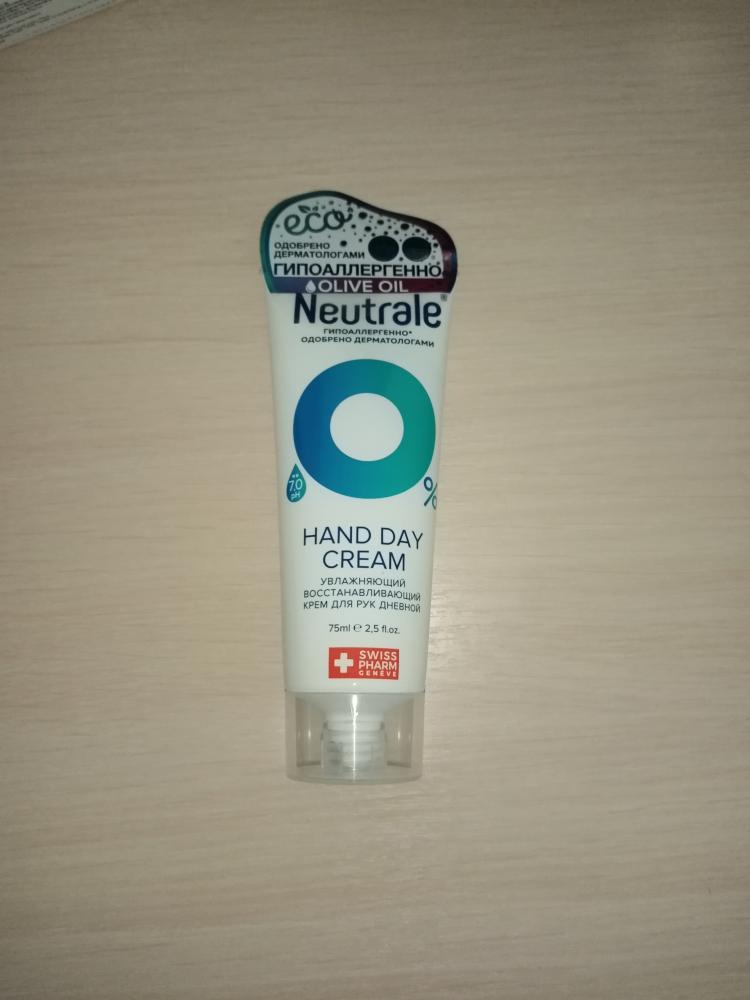 eco
ОДОБРЕНО
ДЕРМАТОЛОГАМИ
ГИПОАЛЛЕРГЕННО
OLIVE OIL
Neutrale®
ГИПОАЛЛЕРГЕННО*
ОДОБРЕНО ДЕРМАТОЛОГАМИ
7.0
pH
%
HAND DAY
CREAM
УВЛАЖНЯЮЩИЙ
ВОССТАНАВЛИВАЮЩИЙ
КРЕМ ДЛЯ РУК ДНЕВНОЙ
75ml ℮ 2,5 fl.oz.
SWISS
PHARM
GENÈVE